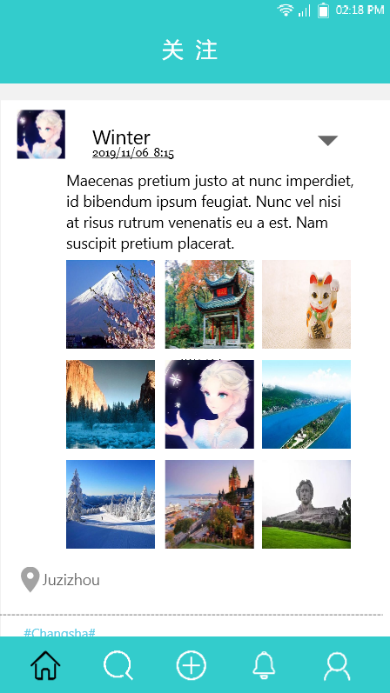 02:18 PM
关注
Winter
2019/11/06 8:15
Maecenas pretium justo at nunc imperdiet,
id bibendum ipsum feugiat. Nunc vel nisi
at risus rutrum venenatis eu a est. Nam
suscipit pretium placerat.
Juzizhou
#Changsha#